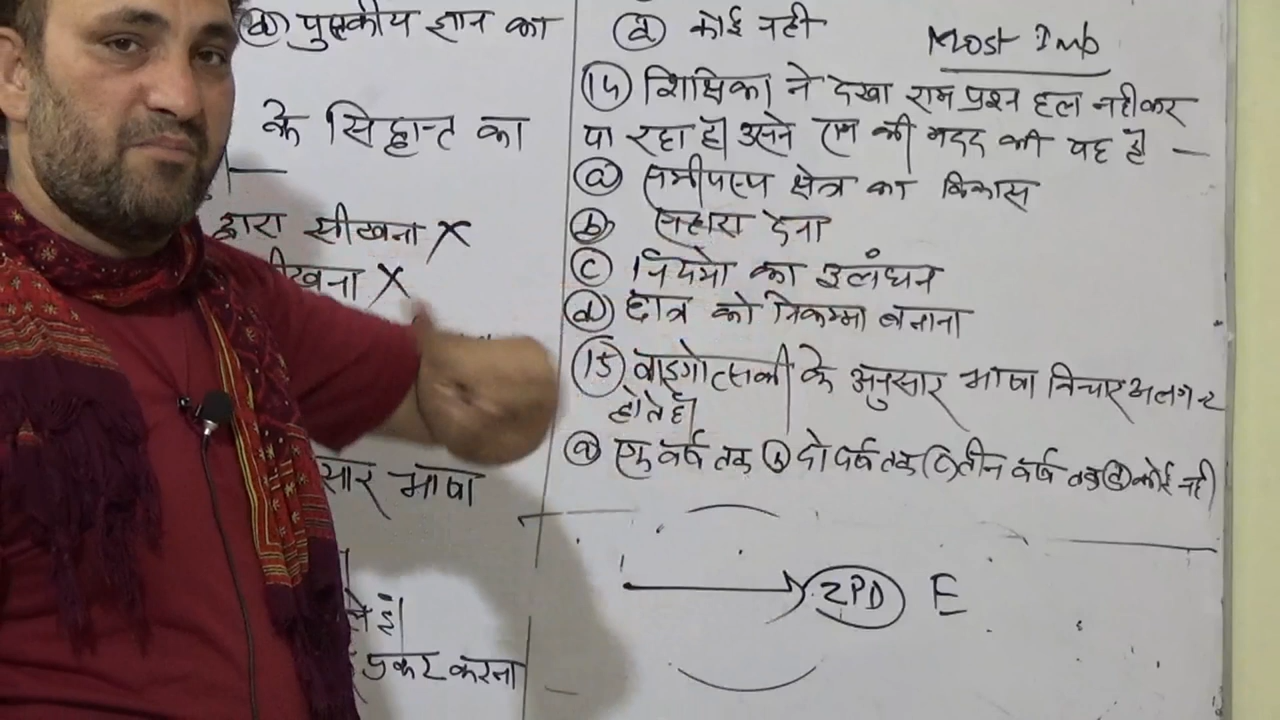 (b) पुस्तकीय ज्ञान का
के सिद्धान्त का
द्वारा सीखना X
खना X
सार भाषा
प्रकट करना
(d) कोई नही
Most Imp
(14) शिक्षिका ने देखा राम प्रश्न हल नही कर
पा रहा है। उसने राम की मदद की यह है —
(a) समीपस्थ क्षेत्र का विकास
(b) सहारा देना
(c) नियमो का उलंघन
(d) छात्र को निकम्मा बनाना
(15) वाइगोत्सकी के अनुसार भाषा विचार अलग २
होते है।
(a) एक वर्ष तक (b) दो वर्ष तक (c) तीन वर्ष तक (d) कोई नही
ZPD E